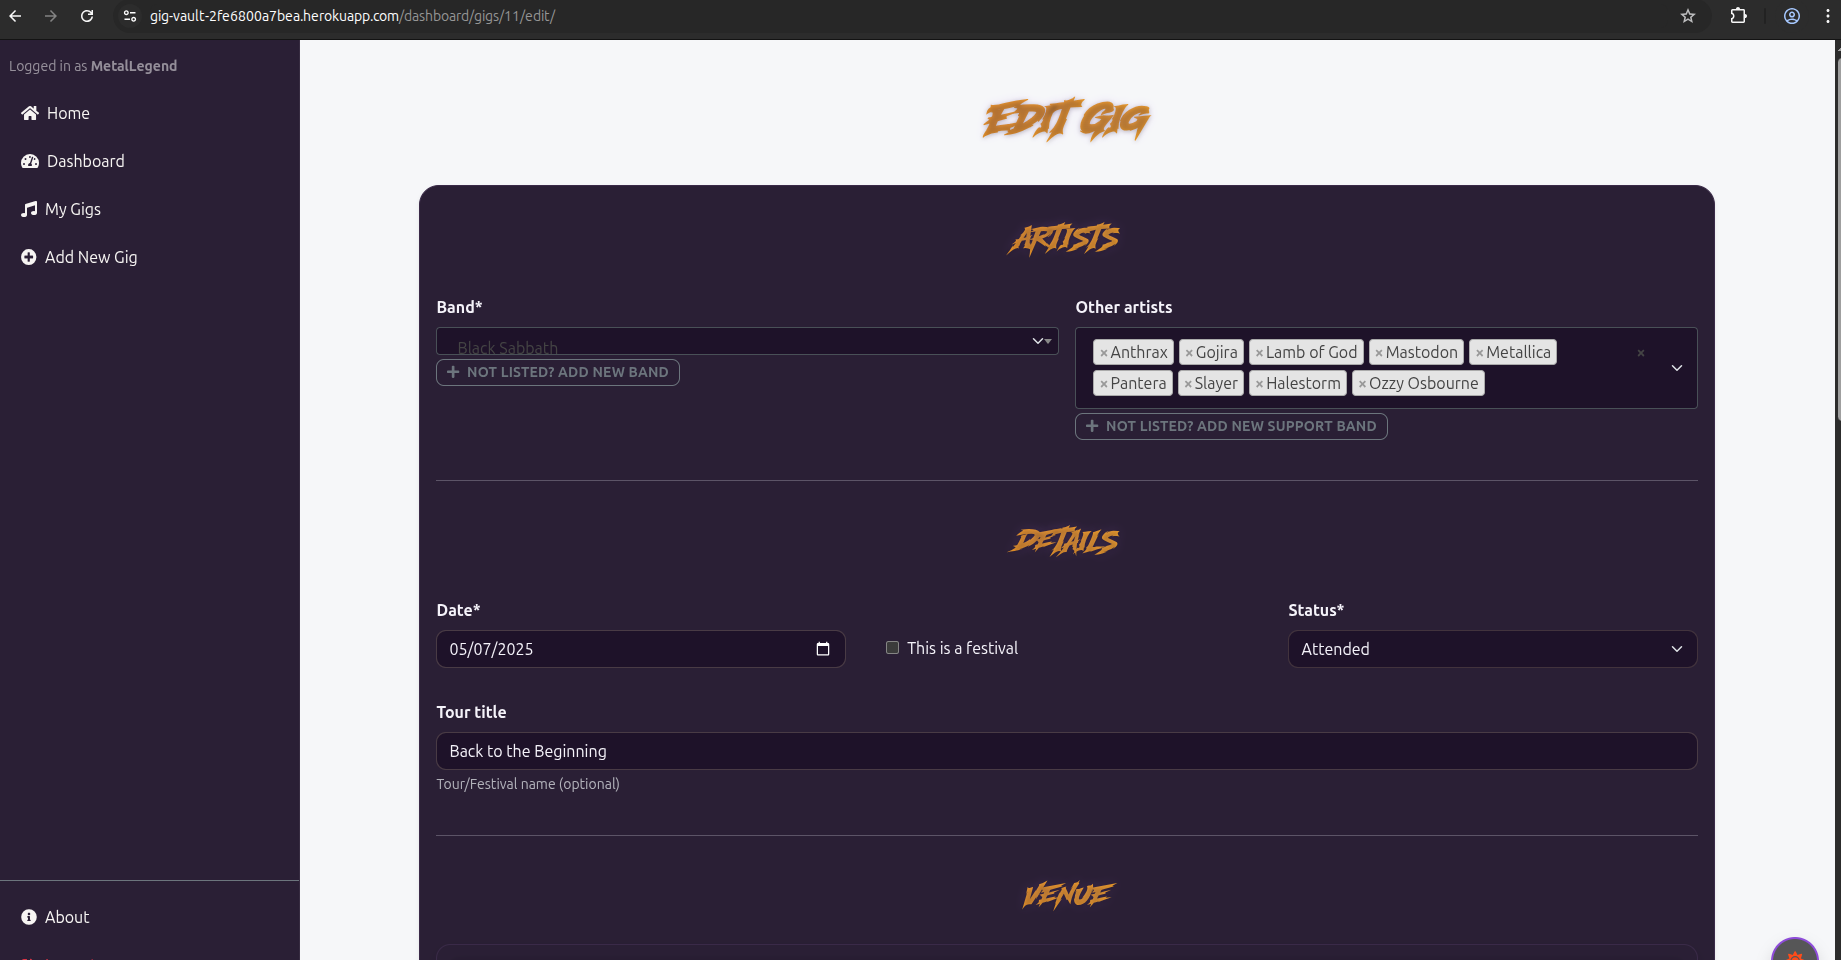 gig-vault-2fe6800a7bea.herokuapp.com/dashboard/gigs/11/edit/
Logged in as MetalLegend
Home
Dashboard
My Gigs
Add New Gig
About
EDIT GIG
ARTISTS
Band*
Black Sabbath
+ NOT LISTED? ADD NEW BAND
Other artists
×Anthrax ×Gojira ×Lamb of God ×Mastodon ×Metallica ×
×Pantera ×Slayer ×Halestorm ×Ozzy Osbourne
+ NOT LISTED? ADD NEW SUPPORT BAND
DETAILS
Date*
05/07/2025
This is a festival
Status*
Attended
Tour title
Back to the Beginning
Tour/Festival name (optional)
VENUE